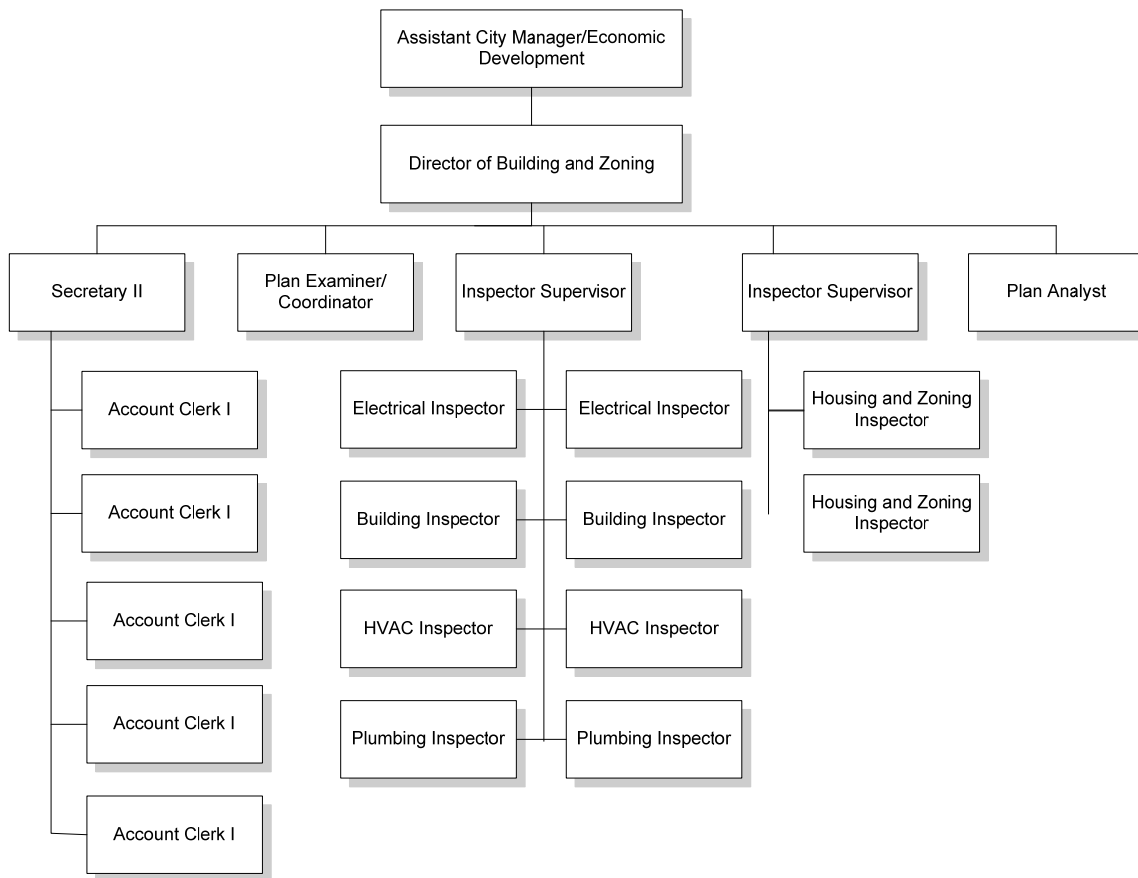 Assistant City Manager/Economic
Development
Director of Building and Zoning
Secretary II
Plan Examiner/
Coordinator
Inspector Supervisor
Inspector Supervisor
Plan Analyst
Account Clerk I
Account Clerk I
Account Clerk I
Account Clerk I
Account Clerk I
Electrical Inspector
Electrical Inspector
Building Inspector
Building Inspector
HVAC Inspector
HVAC Inspector
Plumbing Inspector
Plumbing Inspector
Housing and Zoning
Inspector
Housing and Zoning
Inspector